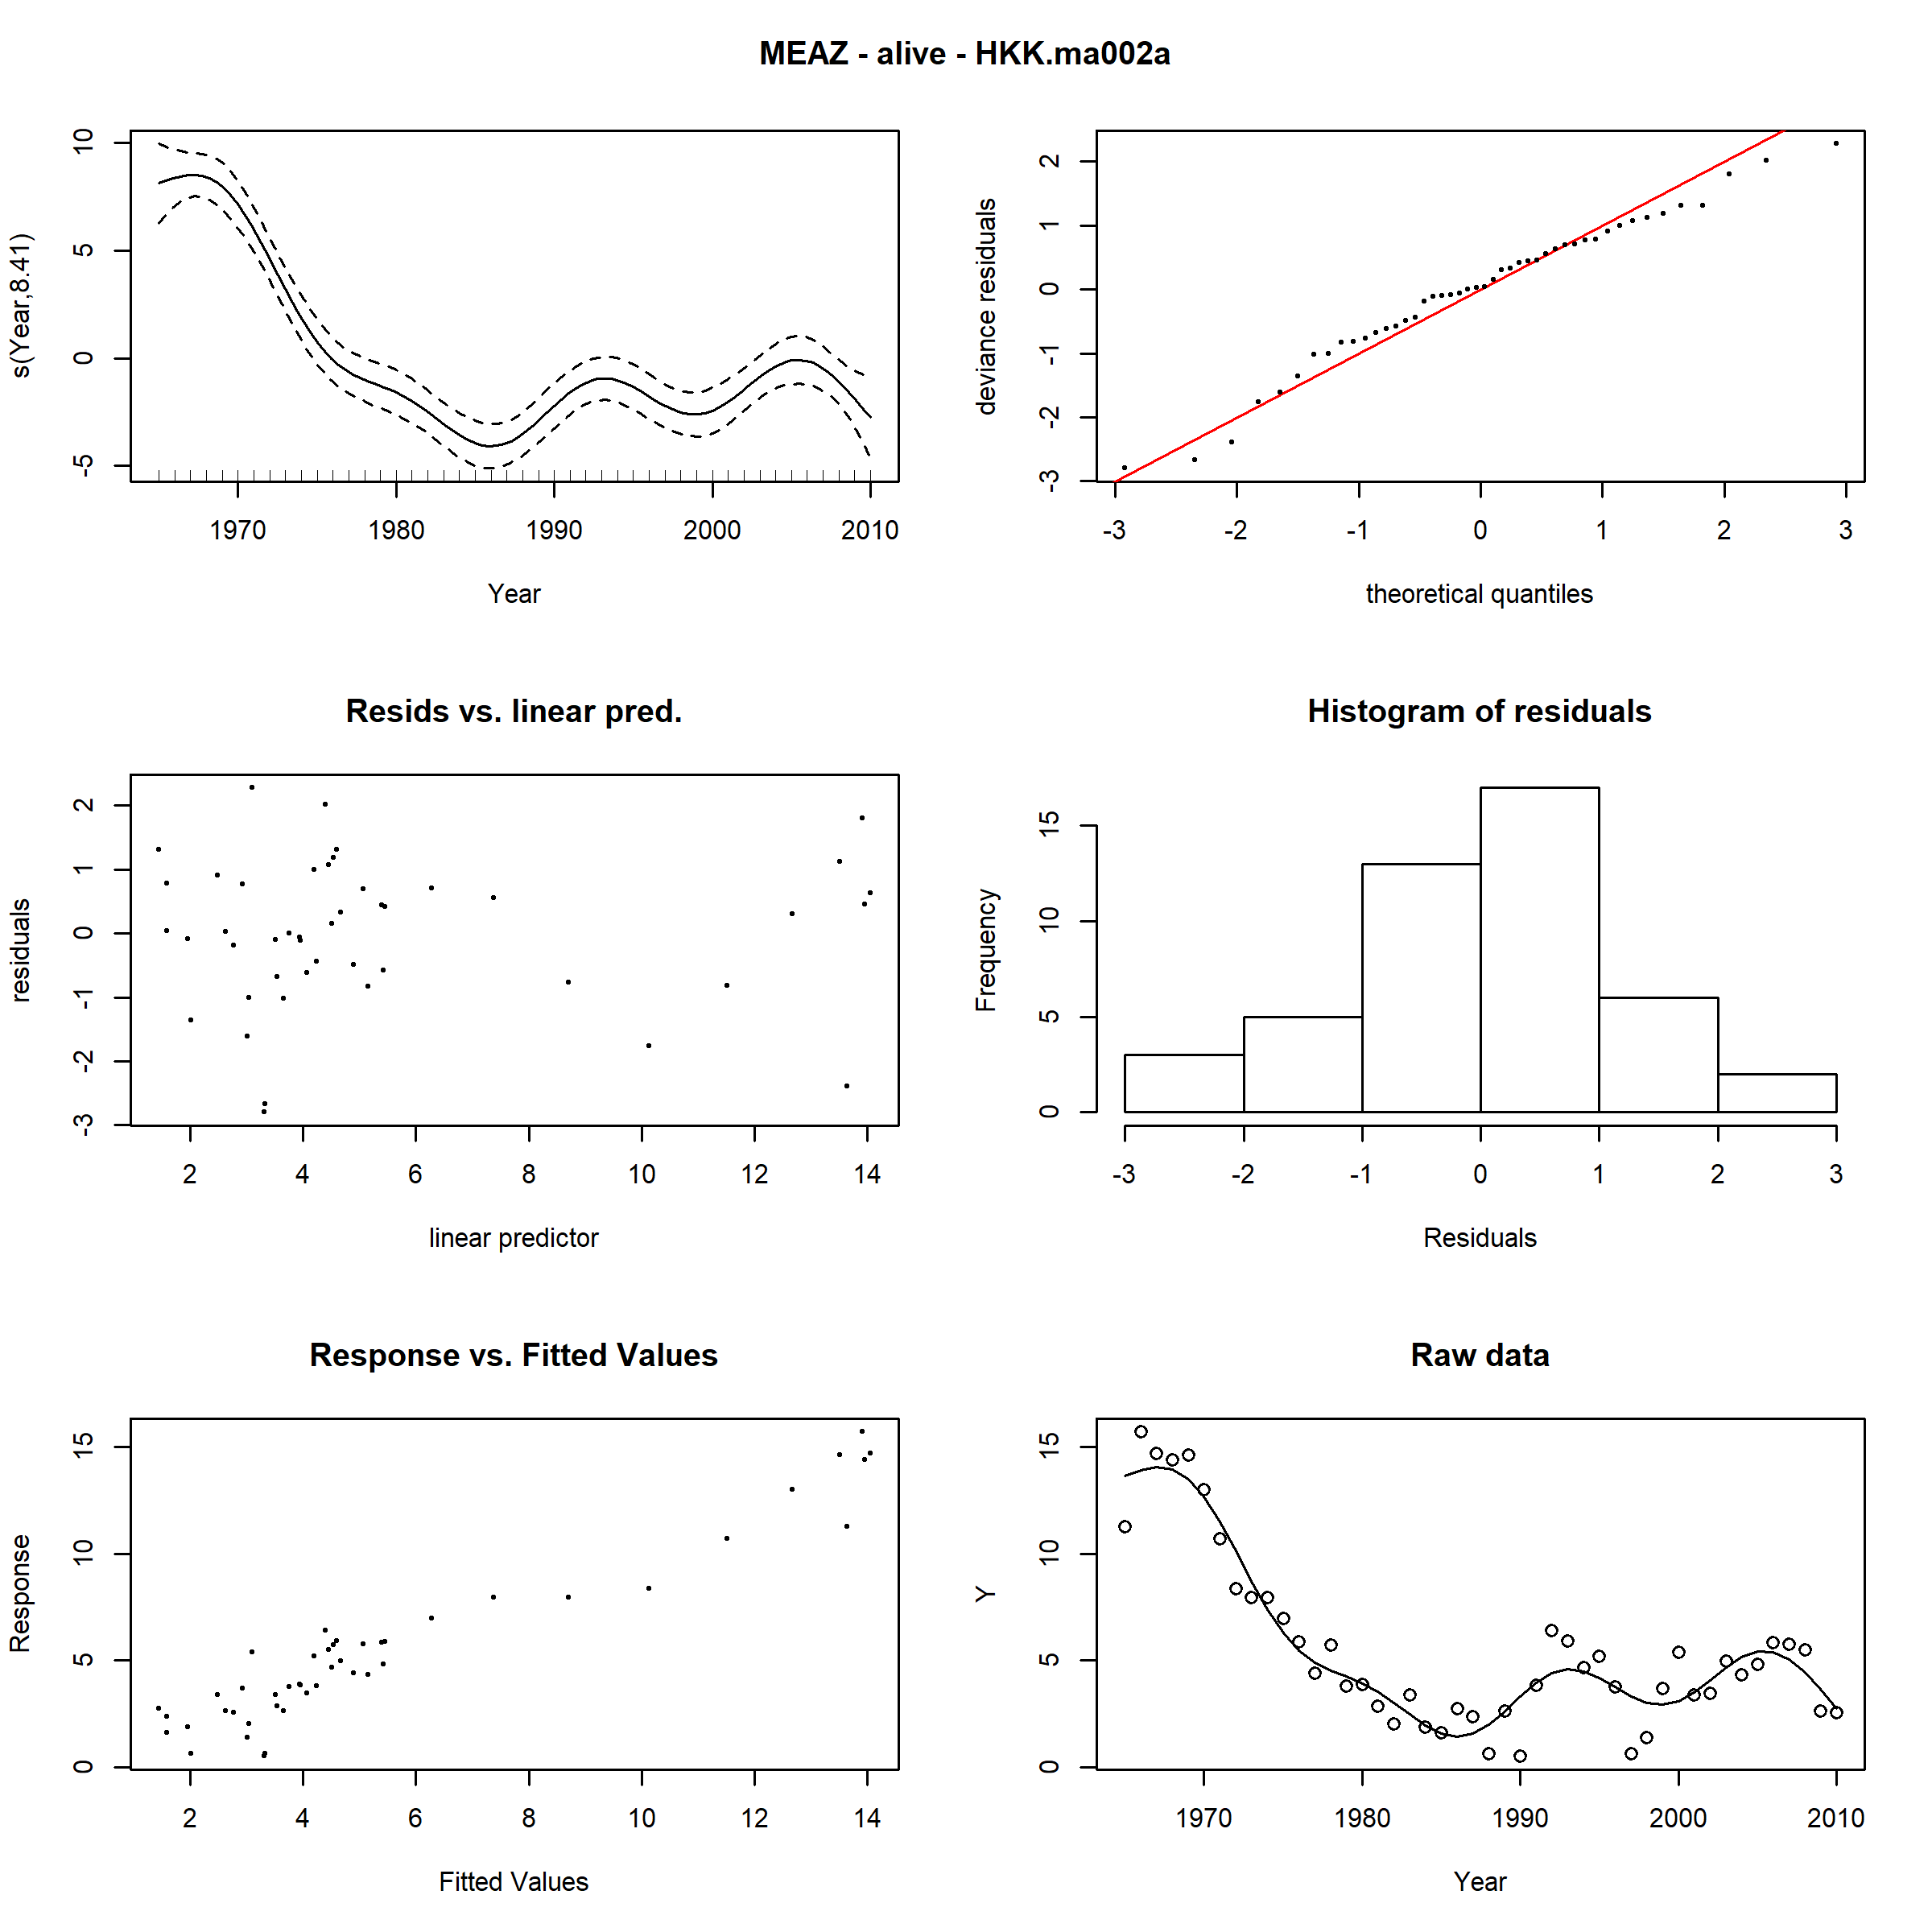 MEAZ - alive - HKK.ma002a
s(Year,8.41)
10
5
0
-5
1970 1980 1990 2000 2010
Year
deviance residuals
2
1
0
-1
-2
-3
-3 -2 -1 0 1 2 3
theoretical quantiles
Resids vs. linear pred.
residuals
2
1
0
-1
-2
-3
2 4 6 8 10 12 14
linear predictor
Histogram of residuals
Frequency
15
10
5
0
-3 -2 -1 0 1 2 3
Residuals
Response vs. Fitted Values
Response
15
10
5
0
2 4 6 8 10 12 14
Fitted Values
Raw data
Y
15
10
5
0
1970 1980 1990 2000 2010
Year